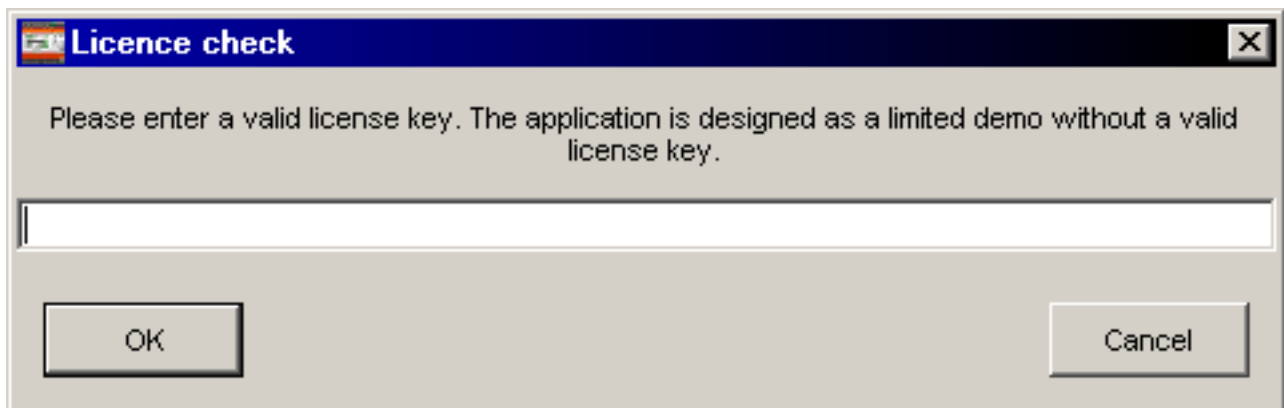 Licence check
Please enter a valid license key. The application is designed as a limited demo without a valid
license key.
OK
Cancel